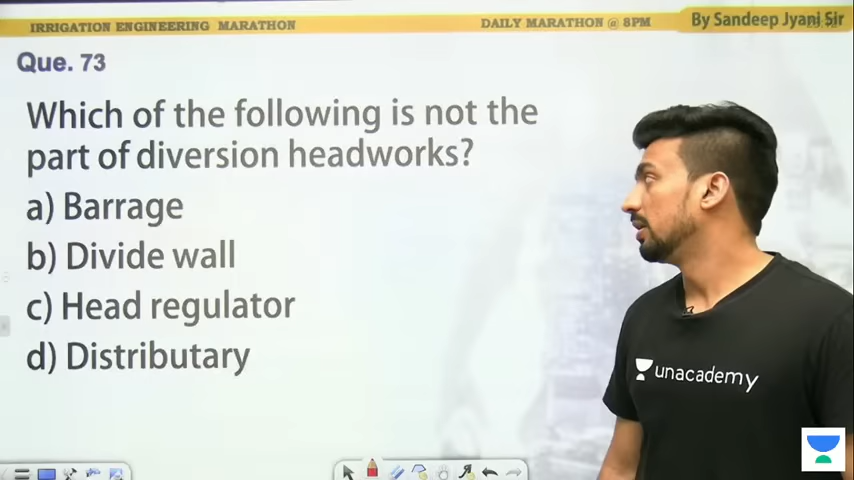 IRRIGATION ENGINEERING MARATHON
DAILY MARATHON @ 8PM
By Sandeep Jyani Sir
Que. 73
Which of the following is not the
part of diversion headworks?
a) Barrage
b) Divide wall
c) Head regulator
d) Distributary
unacademy